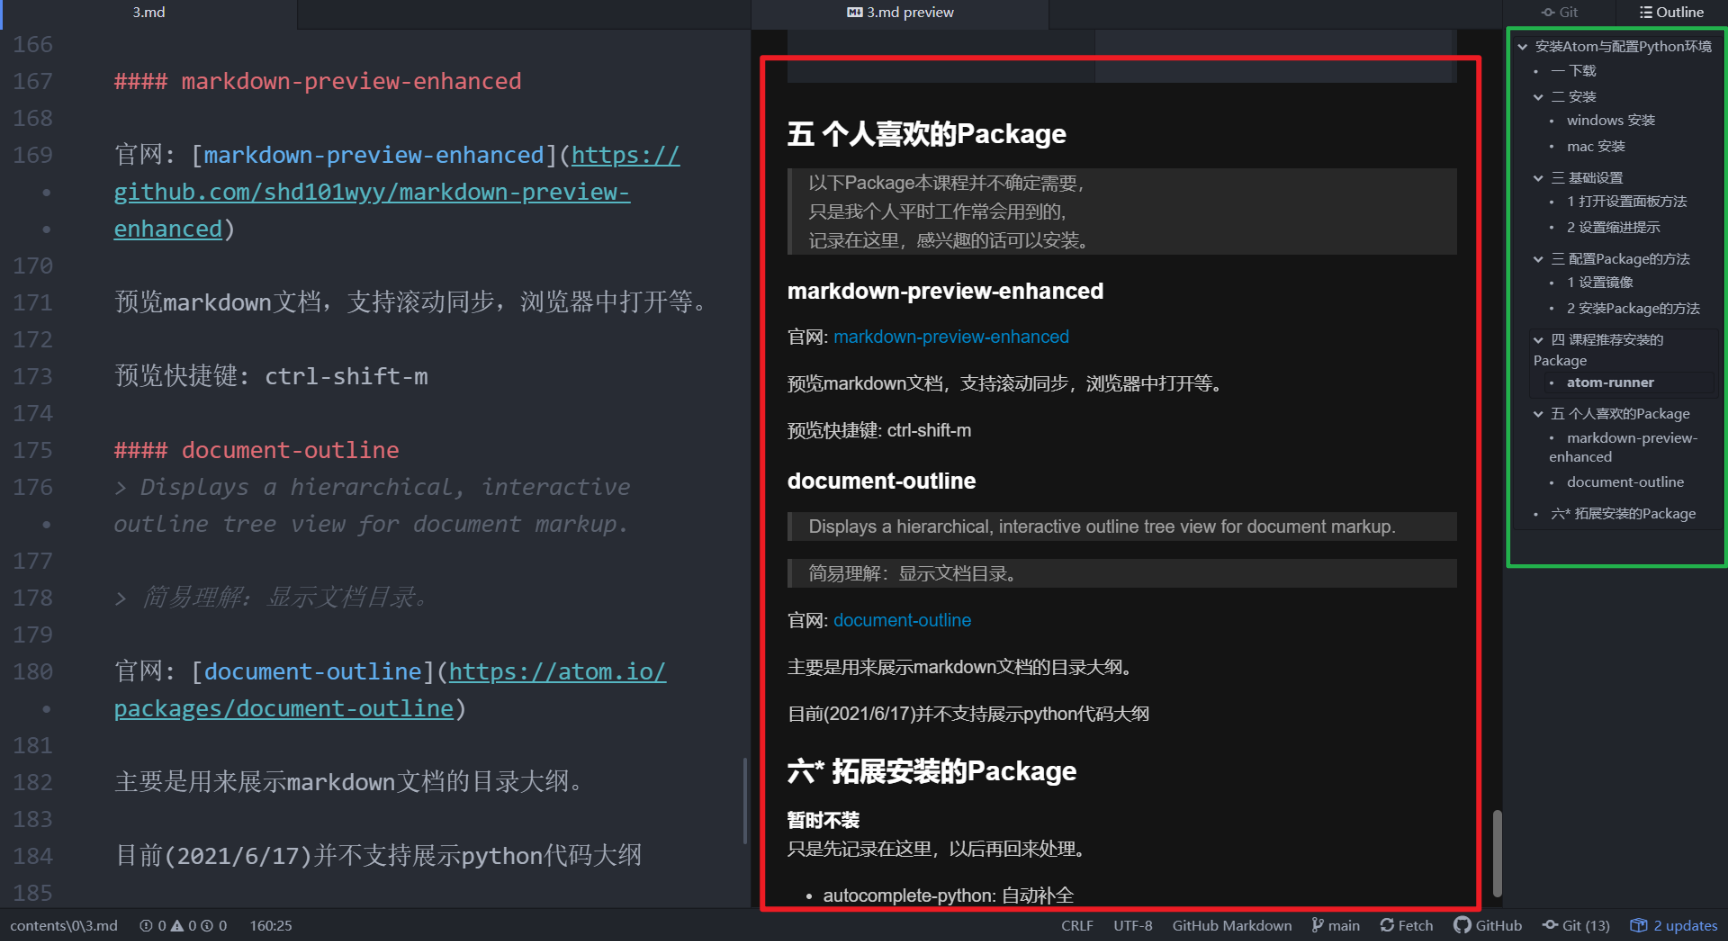 3.md
3.md preview
Git
Outline
166
167 #### markdown-preview-enhanced
168
169 官网: [markdown-preview-enhanced](https://
• github.com/shd101wyy/markdown-preview-
• enhanced)
170
171 预览markdown文档，支持滚动同步，浏览器中打开等。
172
173 预览快捷键: ctrl-shift-m
174
175 #### document-outline
176 > Displays a hierarchical, interactive
• outline tree view for document markup.
177
178 > 简易理解：显示文档目录。
179
180 官网: [document-outline](https://atom.io/
• packages/document-outline)
181
182 主要是用来展示markdown文档的目录大纲。
183
184 目前(2021/6/17)并不支持展示python代码大纲
185
五 个人喜欢的Package
以下Package本课程并不确定需要，
只是我个人平时工作常会用到的,
记录在这里，感兴趣的话可以安装。
markdown-preview-enhanced
官网: markdown-preview-enhanced
预览markdown文档，支持滚动同步，浏览器中打开等。
预览快捷键: ctrl-shift-m
document-outline
Displays a hierarchical, interactive outline tree view for document markup.
简易理解：显示文档目录。
官网: document-outline
主要是用来展示markdown文档的目录大纲。
目前(2021/6/17)并不支持展示python代码大纲
六* 拓展安装的Package
暂时不装
只是先记录在这里，以后再回来处理。
• autocomplete-python: 自动补全
安装Atom与配置Python环境
• 一 下载
二 安装
• windows 安装
• mac 安装
三 基础设置
• 1 打开设置面板方法
• 2 设置缩进提示
三 配置Package的方法
• 1 设置镜像
• 2 安装Package的方法
四 课程推荐安装的
Package
• atom-runner
五 个人喜欢的Package
• markdown-preview-
enhanced
• document-outline
• 六* 拓展安装的Package
contents\0\3.md 0 0 0 160:25 CRLF UTF-8 GitHub Markdown main Fetch GitHub Git (13) 2 updates